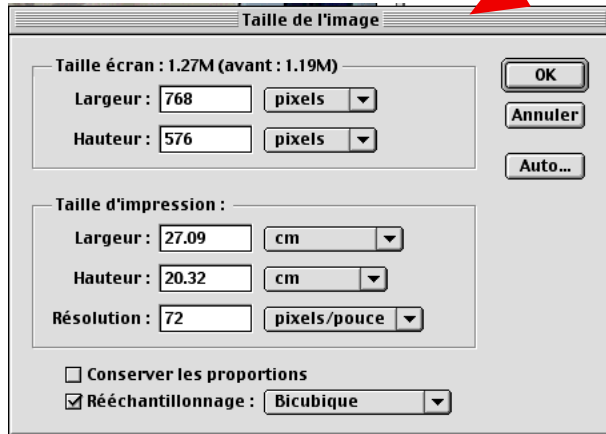 Taille de l'image
Taille écran : 1.27M (avant : 1.19M)
Largeur : 768 pixels
Hauteur : 576 pixels
OK
Annuler
Auto...
Taille d'impression :
Largeur : 27.09 cm
Hauteur : 20.32 cm
Résolution : 72 pixels/pouce
Conserver les proportions
Rééchantillonnage : Bicubique